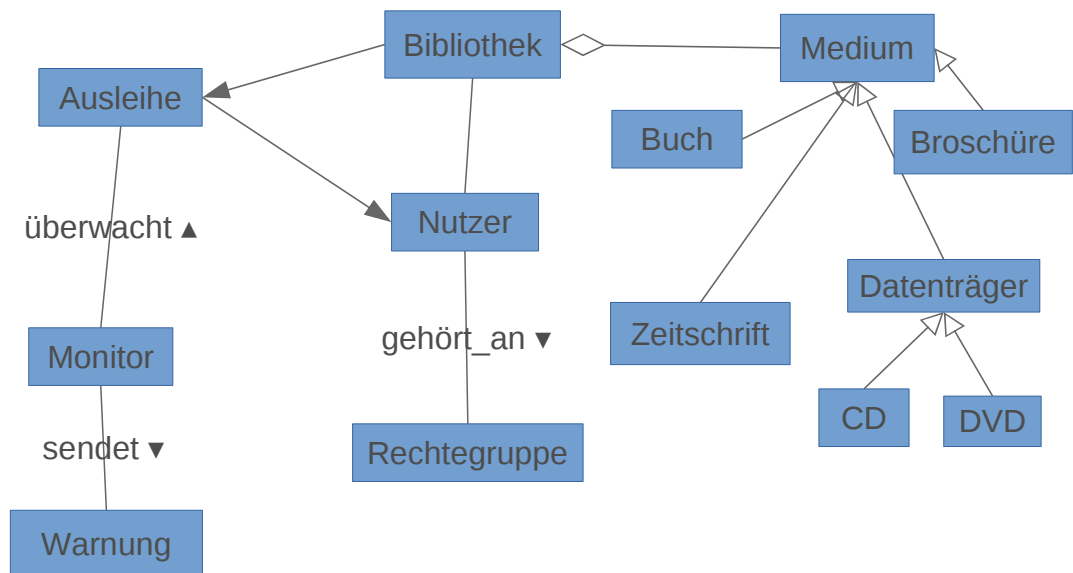 Bibliothek
Medium
Ausleihe
Buch
Broschüre
Nutzer
überwacht ▲
Datenträger
Zeitschrift
gehört_an ▼
Monitor
CD
DVD
sendet ▼
Rechtegruppe
Warnung